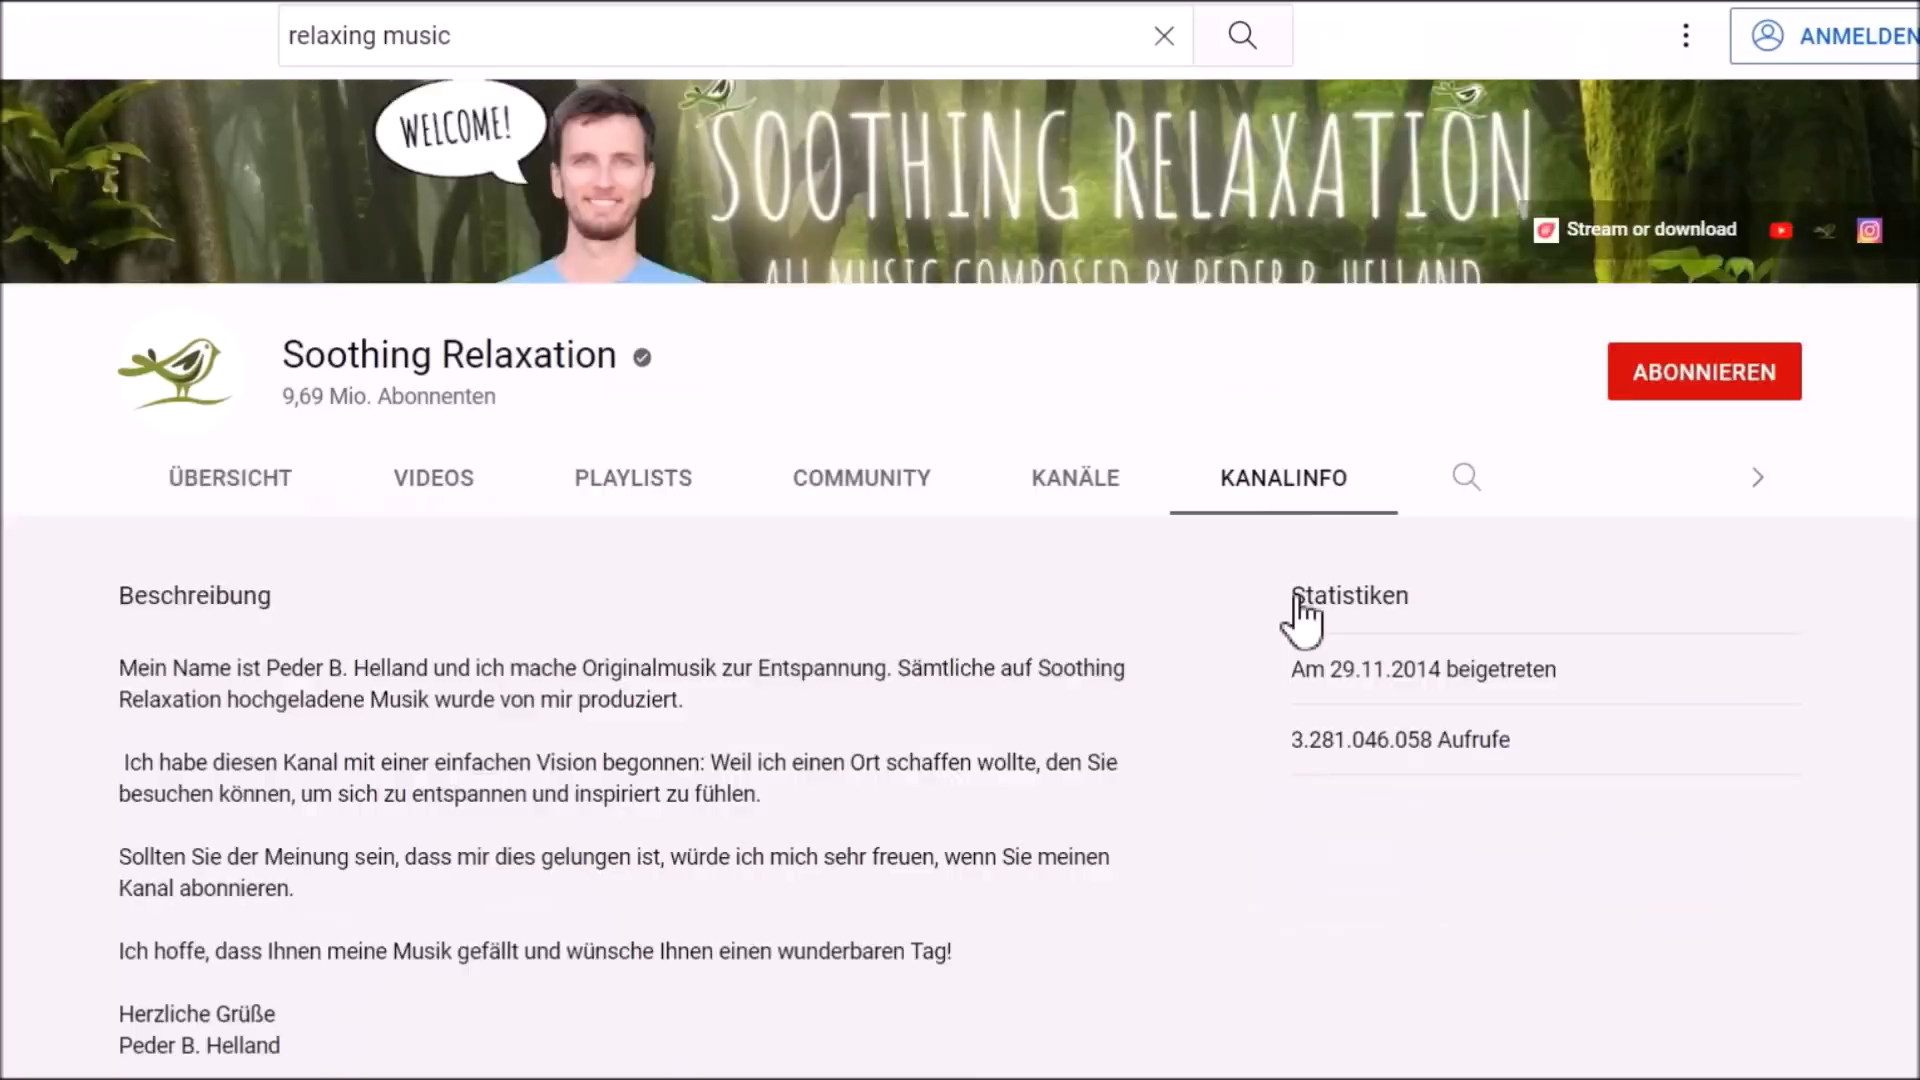 relaxing music
ANMELDEN
WELCOME!
SOOTHING RELAXATION
Stream or download
ALL MUSIC COMPOSED BY PEDER B. HELLAND
Soothing Relaxation
9,69 Mio. Abonnenten
ABONNIEREN
ÜBERSICHT VIDEOS PLAYLISTS COMMUNITY KANÄLE KANALINFO
Beschreibung
Mein Name ist Peder B. Helland und ich mache Originalmusik zur Entspannung. Sämtliche auf Soothing
Relaxation hochgeladene Musik wurde von mir produziert.
Ich habe diesen Kanal mit einer einfachen Vision begonnen: Weil ich einen Ort schaffen wollte, den Sie
besuchen können, um sich zu entspannen und inspiriert zu fühlen.
Sollten Sie der Meinung sein, dass mir dies gelungen ist, würde ich mich sehr freuen, wenn Sie meinen
Kanal abonnieren.
Ich hoffe, dass Ihnen meine Musik gefällt und wünsche Ihnen einen wunderbaren Tag!
Herzliche Grüße
Peder B. Helland
Statistiken
Am 29.11.2014 beigetreten
3.281.046.058 Aufrufe